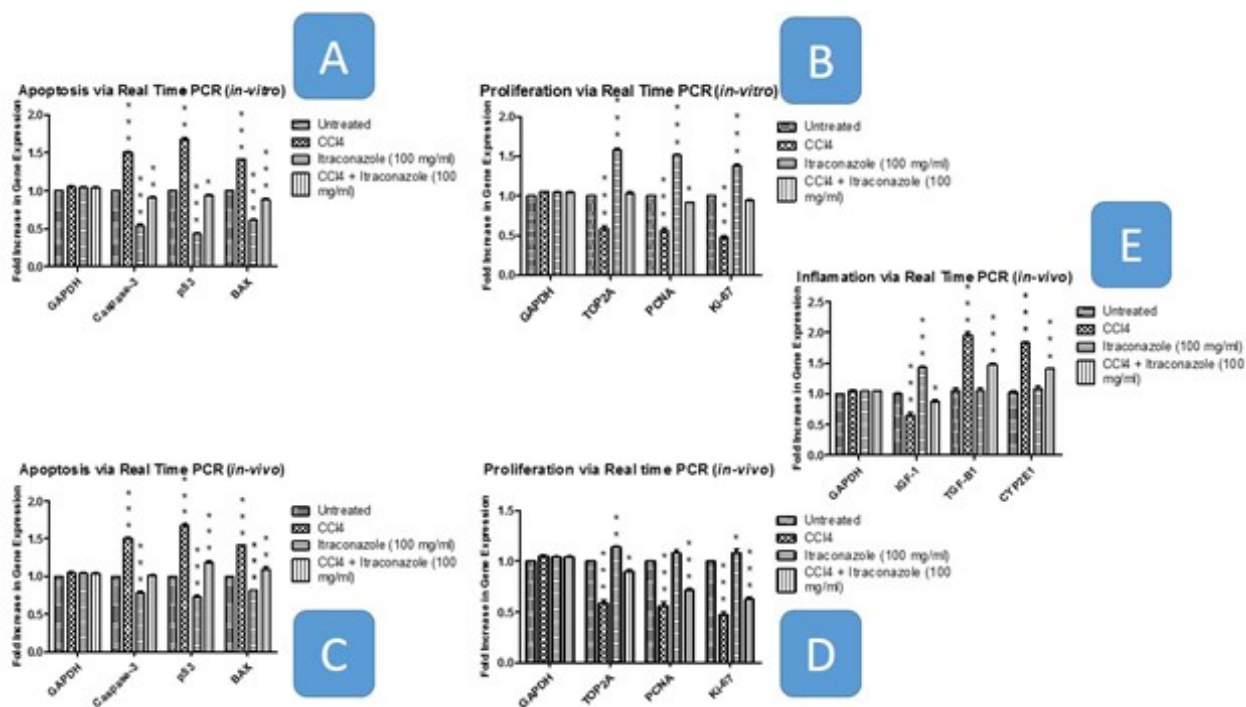 A
Apoptosis via Real Time PCR (in-vitro)
Fold Increase in Gene Expression
2.0
1.5
1.0
0.5
0.0
GAPDH
Caspase-3
p53
BAX
Untreated
CCl4
Itraconazole (100 mg/ml)
CCl4 + Itraconazole (100
mg/ml)
B
Proliferation via Real Time PCR (in-vitro)
Fold Increase in Gene Expression
2.0
1.5
1.0
0.5
0.0
GAPDH
TOP2A
PCNA
Ki-67
Untreated
CCl4
Itraconazole (100 mg/ml)
CCl4 + Itraconazole (100
mg/ml)
E
Inflamation via Real Time PCR (in-vivo)
Fold Increase in Gene Expression
2.5
2.0
1.5
1.0
0.5
0.0
GAPDH
IGF-1
TGF-B1
CYP2E1
Untreated
CCl4
Itraconazole (100 mg/ml)
CCl4 + Itraconazole (100
mg/ml)
Apoptosis via Real Time PCR (in-vivo)
Fold Increase in Gene Expression
2.0
1.5
1.0
0.5
0.0
GAPDH
Caspase-3
p53
BAX
Untreated
CCl4
Itraconazole (100 mg/ml)
CCl4 + Itraconazole (100
mg/ml)
C
Proliferation via Real time PCR (in-vivo)
Fold Increase in Gene Expression
1.5
1.0
0.5
0.0
GAPDH
TOP2A
PCNA
Ki-67
Untreated
CCl4
Itraconazole (100 mg/ml)
CCl4 + Itraconazole (100
mg/ml)
D